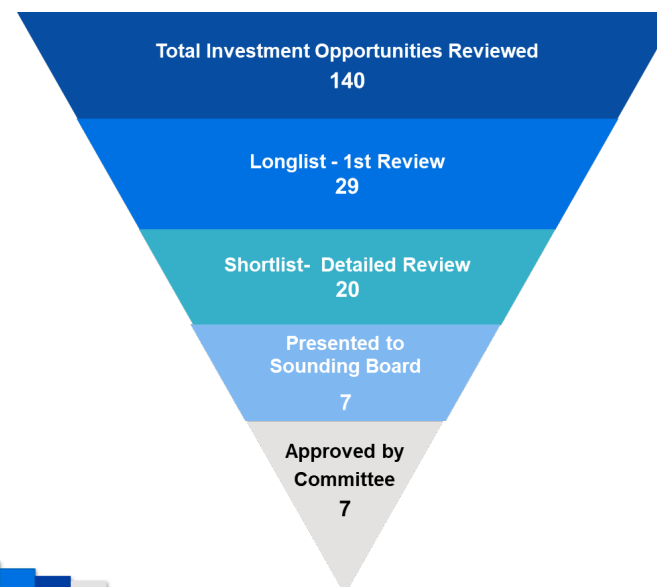 Total Investment Opportunities Reviewed
140
Longlist - 1st Review
29
Shortlist-  Detailed Review
20
Presented to
Sounding Board
7
Approved by
Committee
7